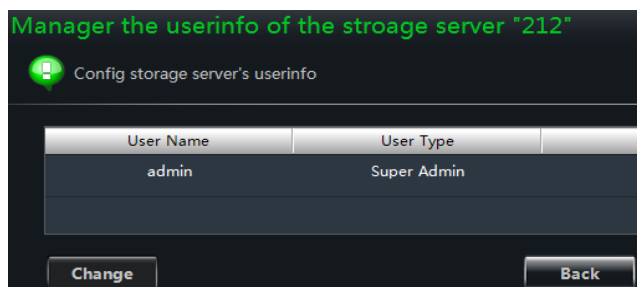 Manager the userinfo of the stroage server "212"
Config storage server's userinfo
User Name User Type
admin Super Admin
Change Back